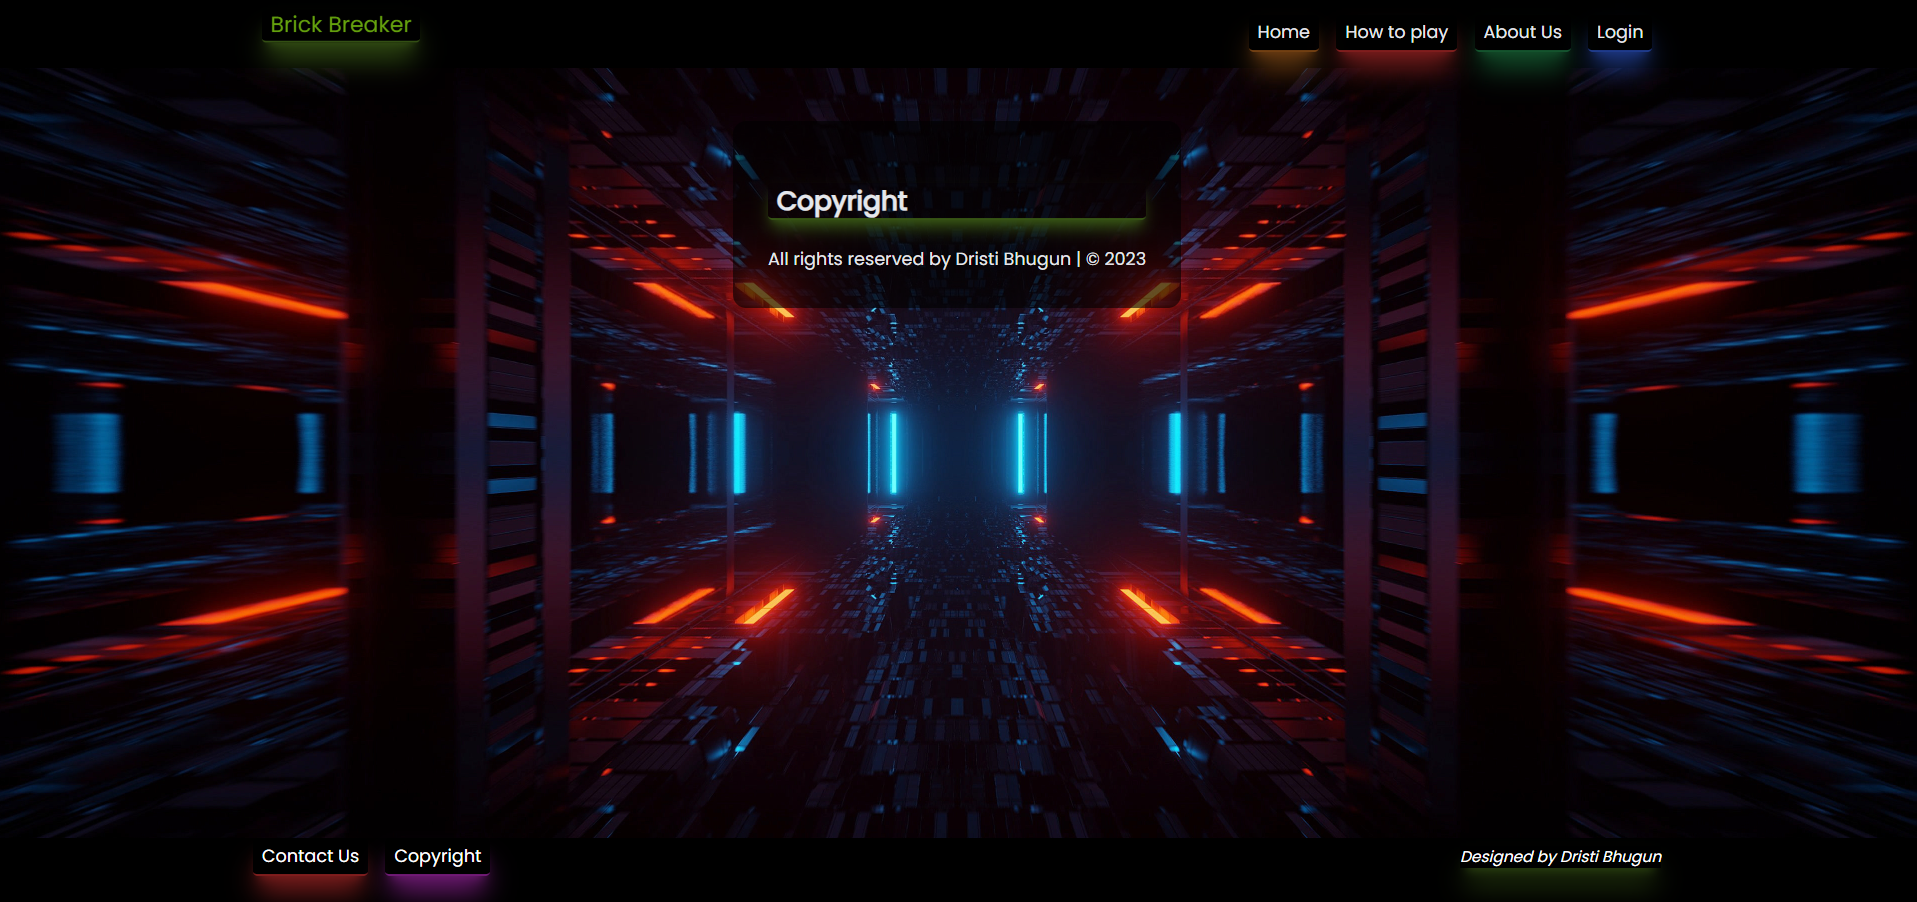 Brick Breaker
Home How to play About Us Login
Copyright
All rights reserved by Dristi Bhugun | © 2023
Contact Us Copyright
Designed by Dristi Bhugun